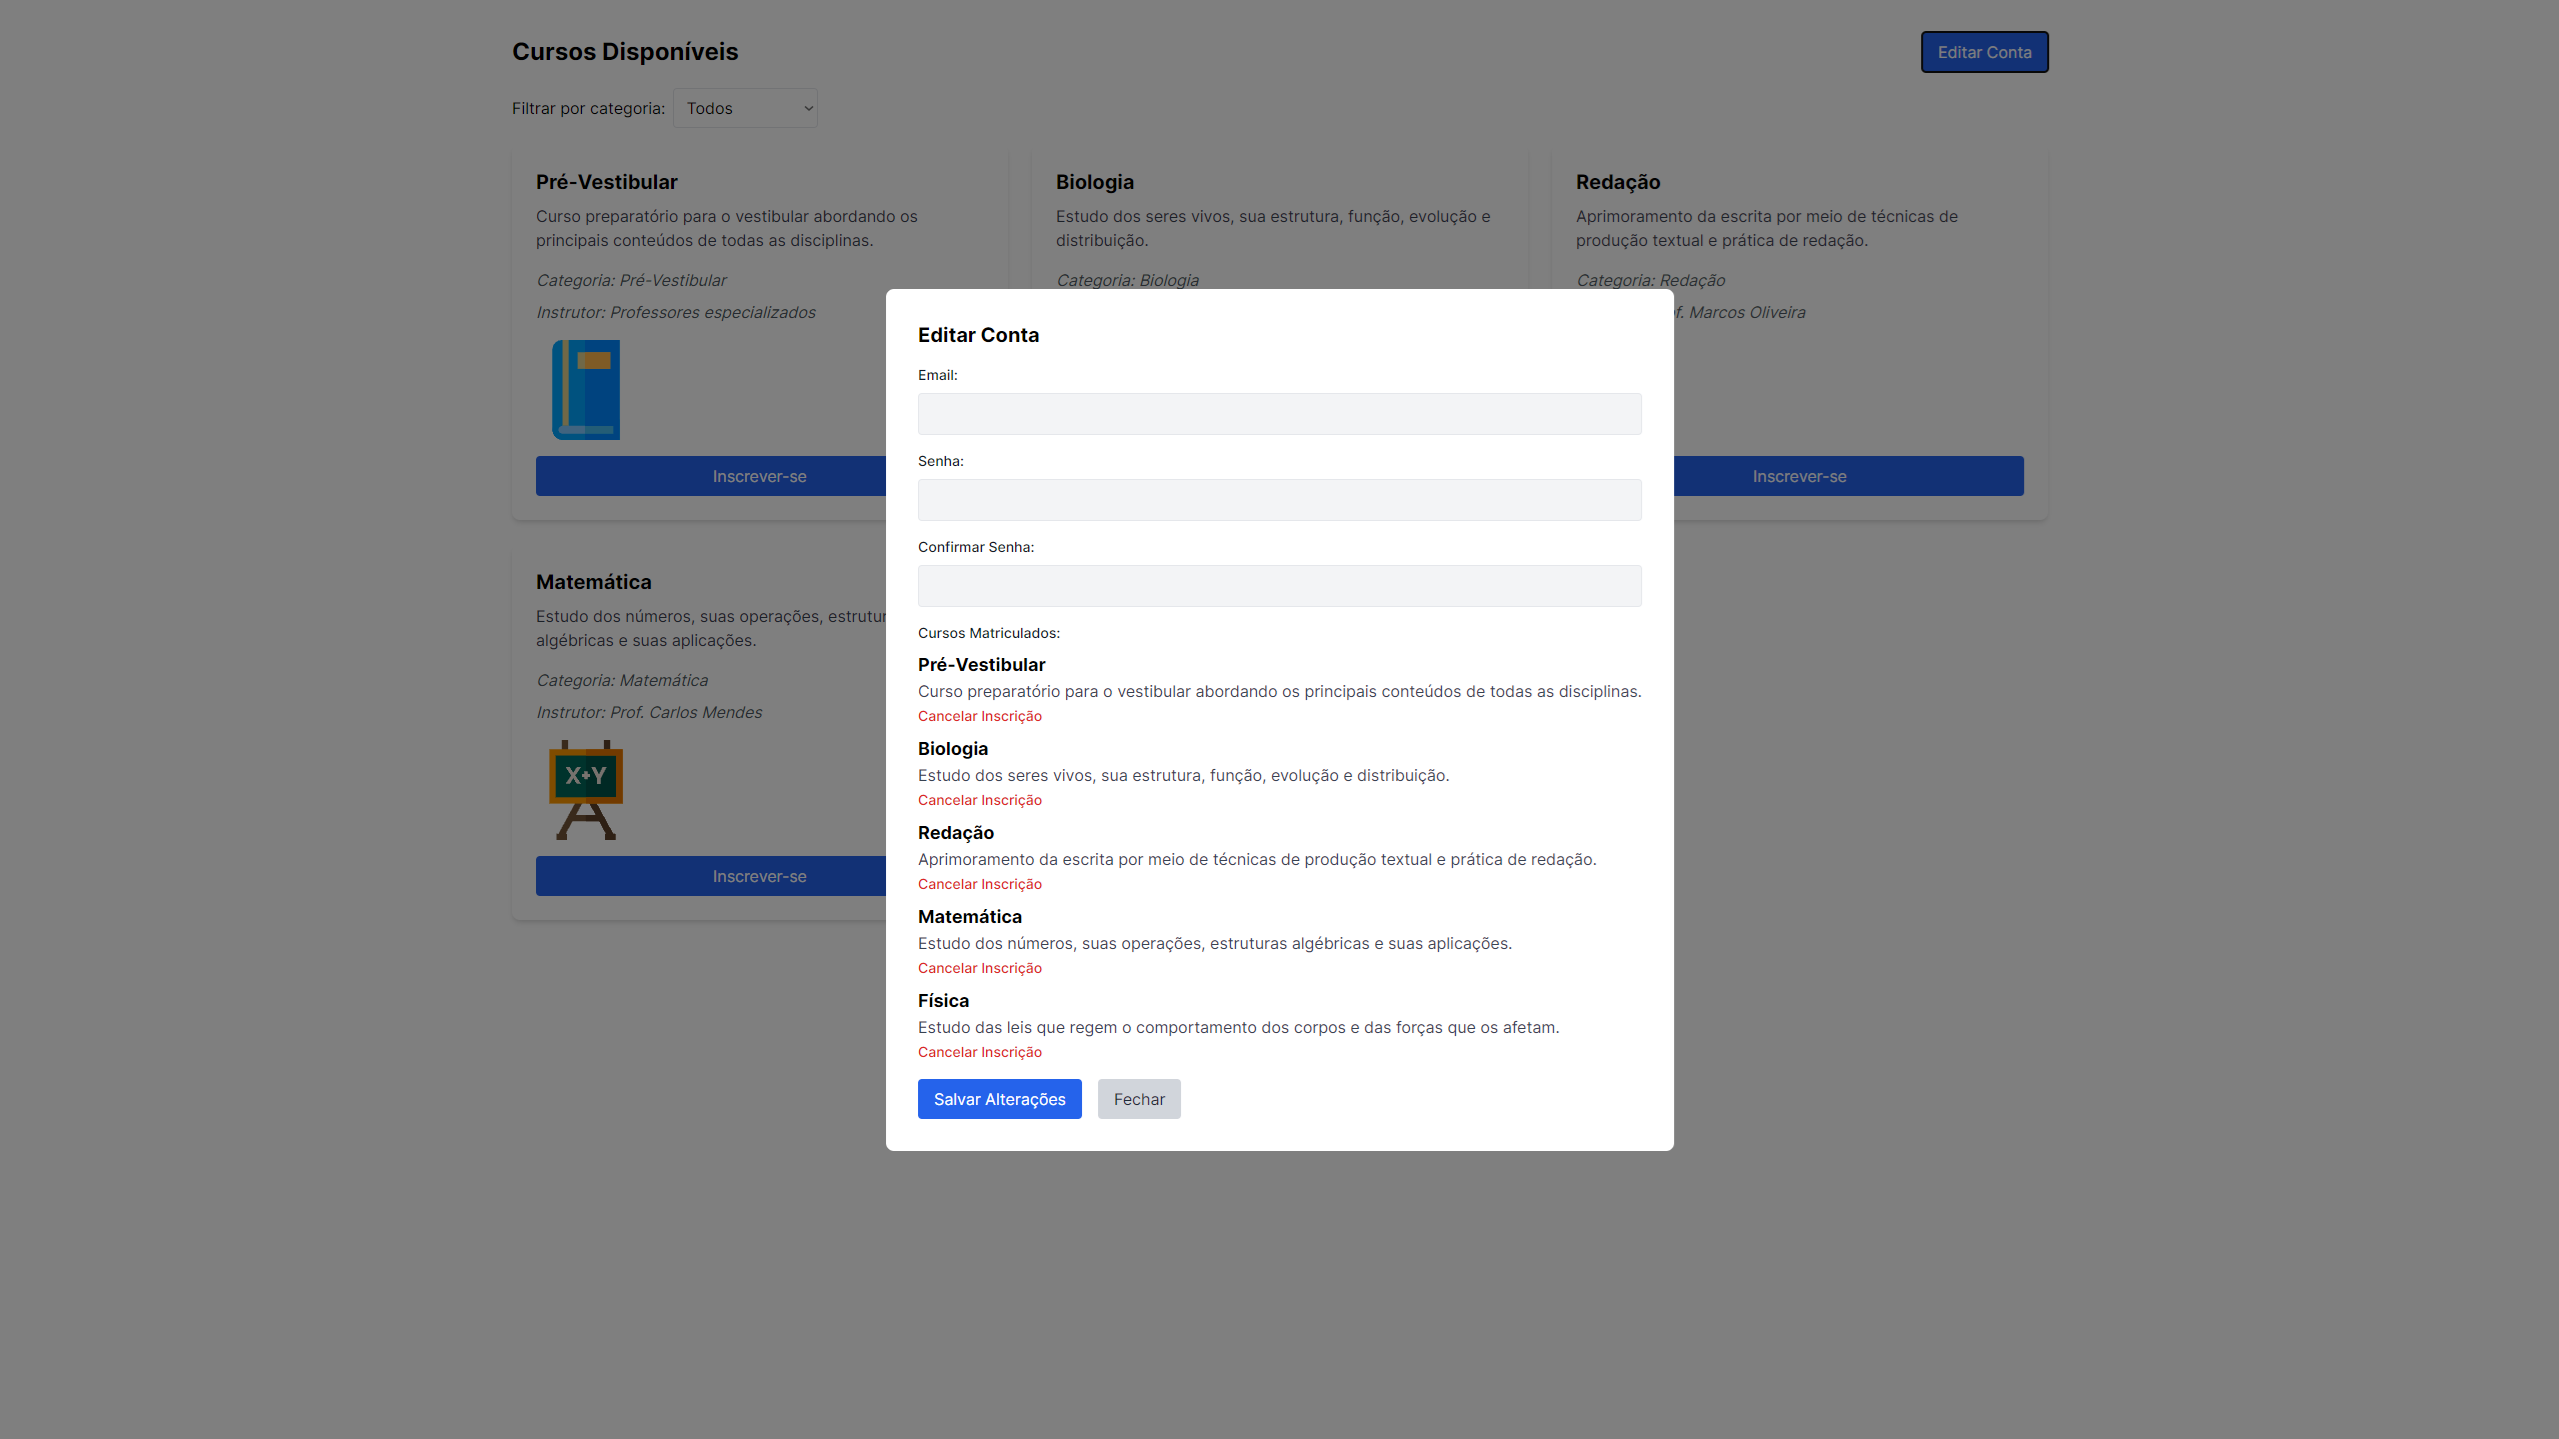 Cursos Disponíveis
Editar Conta
Filtrar por categoria: Todos
Pré-Vestibular
Curso preparatório para o vestibular abordando os
principais conteúdos de todas as disciplinas.
Categoria: Pré-Vestibular
Instrutor: Professores especializados
Inscrever-se
Biologia
Estudo dos seres vivos, sua estrutura, função, evolução e
distribuição.
Categoria: Biologia
Redação
Aprimoramento da escrita por meio de técnicas de
produção textual e prática de redação.
Categoria: Redação
Marcos Oliveira
Inscrever-se
Matemática
Estudo dos números, suas operações,
algébricas e suas aplicações.
Categoria: Matemática
Instrutor: Prof. Carlos Mendes
X+Y
Inscrever-se
Editar Conta
Email:
Senha:
Confirmar Senha:
Cursos Matriculados:
Pré-Vestibular
Curso preparatório para o vestibular abordando os principais conteúdos de todas as disciplinas.
Cancelar Inscrição
Biologia
Estudo dos seres vivos, sua estrutura, função, evolução e distribuição.
Cancelar Inscrição
Redação
Aprimoramento da escrita por meio de técnicas de produção textual e prática de redação.
Cancelar Inscrição
Matemática
Estudo dos números, suas operações, estruturas algébricas e suas aplicações.
Cancelar Inscrição
Física
Estudo das leis que regem o comportamento dos corpos e das forças que os afetam.
Cancelar Inscrição
Salvar Alterações
Fechar